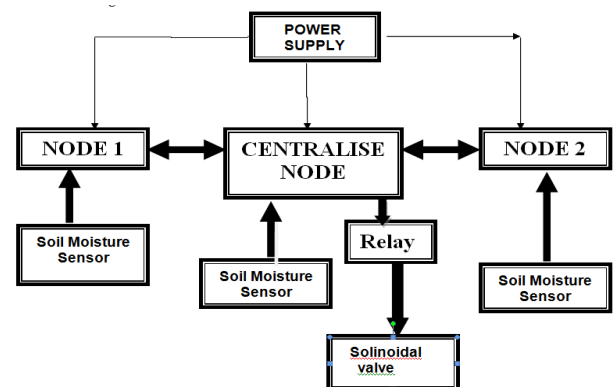 POWER
SUPPLY
NODE 1
CENTRALISE
NODE
NODE 2
Soil Moisture
Sensor
Relay
Soil Moisture
Sensor
Soil Moisture
Sensor
Solinoidal
valve